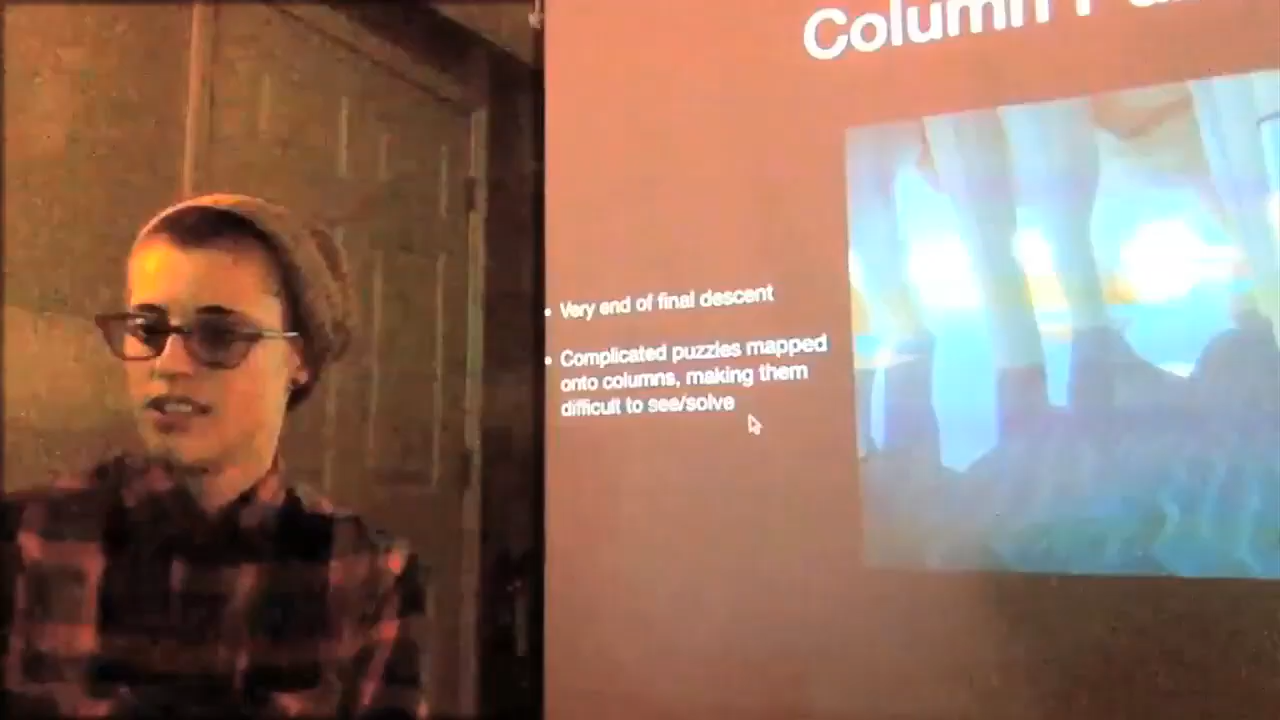 Column
• Very end of final descent
• Complicated puzzles mapped
onto columns, making them
difficult to see/solve